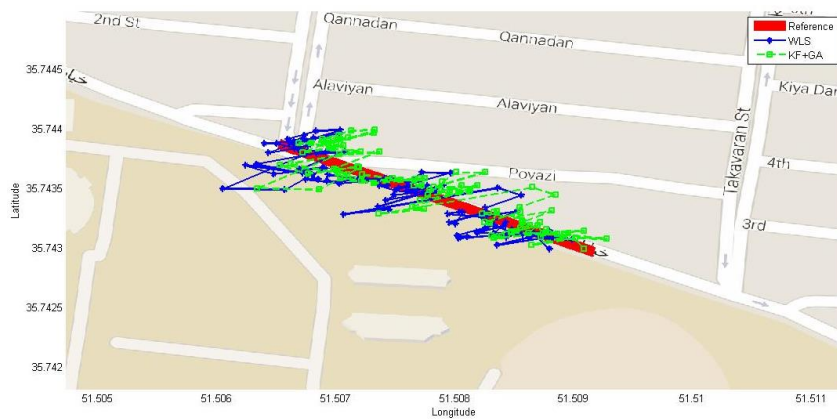 5th
2nd St
Qannadan
Qannadan
Reference
WLS
KF+GA
35.7445
Alaviyan
Alaviyan
Kiya Dar
Takavaran St
35.744
Povazi
4th
35.7435
3rd
35.743
35.7425
35.742
Latitude
51.505
51.506
51.507
51.508
51.509
51.51
51.511
Longitude